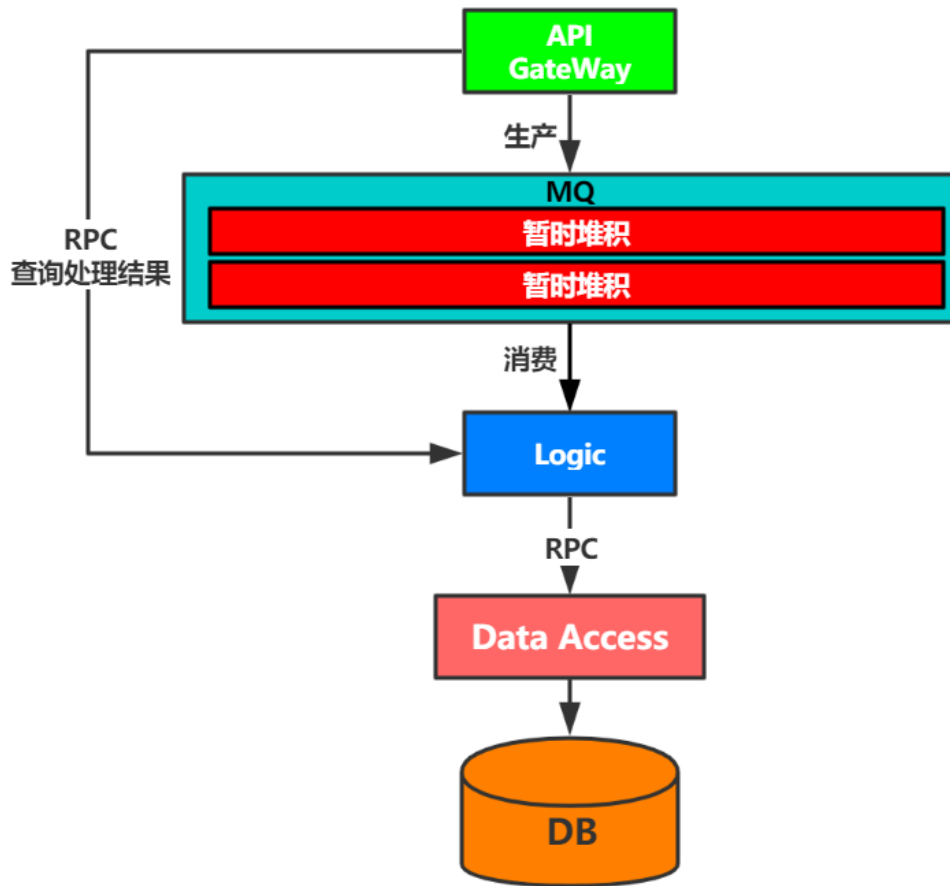 API
GateWay
生产
MQ
暂时堆积
暂时堆积
RPC
查询处理结果
消费
Logic
RPC
Data Access
DB